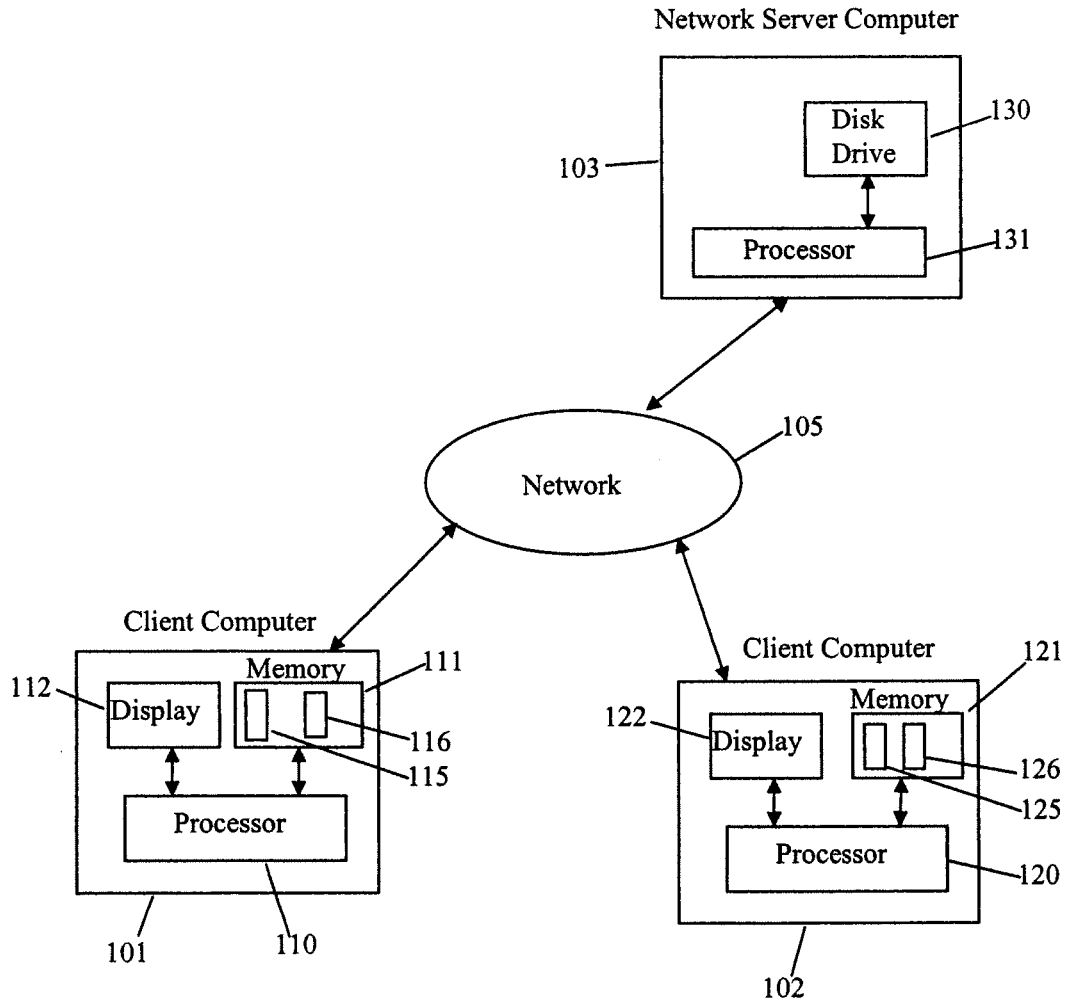 Network Server Computer
130
Disk
Drive
103
131
Processor
105
Network
Client Computer
112
Memory
111
Display
116
115
Processor
101
110
Client Computer
121
122
Memory
Display
126
125
Processor
120
102